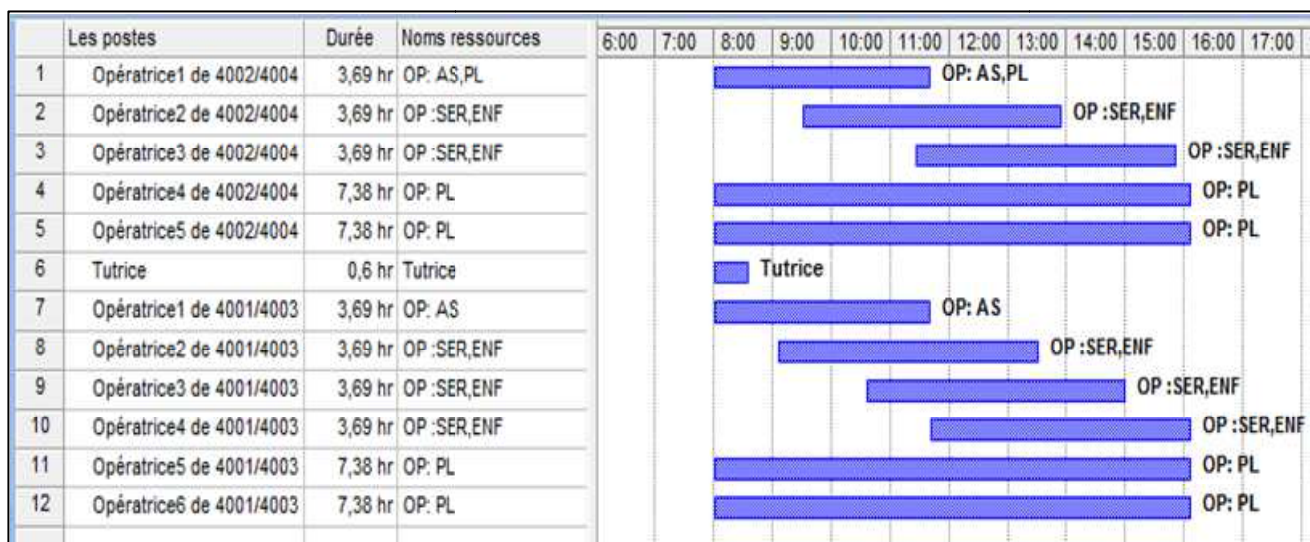 Les postes Durée Noms ressources 6:00 7:00 8:00 9:00 10:00 11:00 12:00 13:00 14:00 15:00 16:00 17:00
1 Opératrice1 de 4002/4004 3,69 hr OP: AS,PL OP: AS,PL
2 Opératrice2 de 4002/4004 3,69 hr OP :SER,ENF OP :SER,ENF
3 Opératrice3 de 4002/4004 3,69 hr OP :SER,ENF OP :SER,ENF
4 Opératrice4 de 4002/4004 7,38 hr OP: PL OP: PL
5 Opératrice5 de 4002/4004 7,38 hr OP: PL OP: PL
6 Tutrice 0,6 hr Tutrice Tutrice
7 Opératrice1 de 4001/4003 3,69 hr OP: AS OP: AS
8 Opératrice2 de 4001/4003 3,69 hr OP :SER,ENF OP :SER,ENF
9 Opératrice3 de 4001/4003 3,69 hr OP :SER,ENF OP :SER,ENF
10 Opératrice4 de 4001/4003 3,69 hr OP :SER,ENF OP :SER,ENF
11 Opératrice5 de 4001/4003 7,38 hr OP: PL OP: PL
12 Opératrice6 de 4001/4003 7,38 hr OP: PL OP: PL